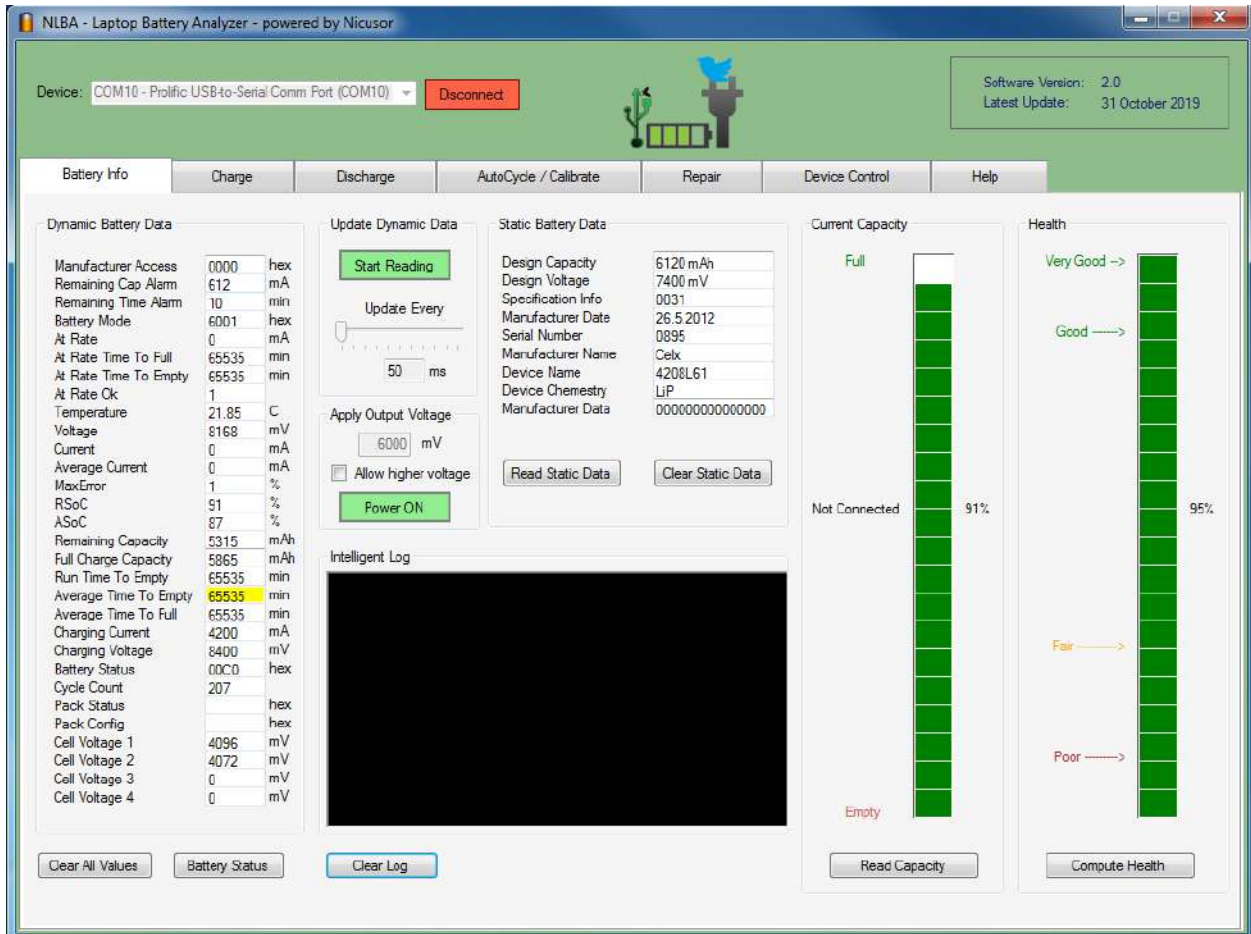 NLBA - Laptop Battery Analyzer - powered by Nicusor
Device: COM10 - Prolific USB-to-Serial Comm Port (COM10) Disconnect
Software Version: 2.0
Latest Update: 31 October 2019
Battery Info Charge Discharge AutoCycle / Calibrate Repair Device Control Help
Dynamic Battery Data
Manufacturer Access 0000 hex
Remaining Cap Alarm 612 mA
Remaining Time Alarm 10 min
Battery Mode 6001 hex
At Rate 0 mA
At Rate Time To Full 65535 min
At Rate Time To Empty 65535 min
At Rate Ok 1
Temperature 21.85 C
Voltage 8168 mV
Current 0 mA
Average Current 0 mA
MaxError 1 %
RSoC 91 %
ASoC 87 %
Remaining Capacity 5315 mAh
Full Charge Capacity 5865 mAh
Run Time To Empty 65535 min
Average Time To Empty 65535 min
Average Time To Full 65535 min
Charging Current 4200 mA
Charging Voltage 8400 mV
Battery Status 00C0 hex
Cycle Count 207
Pack Status hex
Pack Config hex
Cell Voltage 1 4096 mV
Cell Voltage 2 4072 mV
Cell Voltage 3 0 mV
Cell Voltage 4 0 mV
Clear All Values Battery Status
Update Dynamic Data
Start Reading
Update Every
50 ms
Apply Output Voltage
6000 mV
Allow higher voltage
Power ON
Static Battery Data
Design Capacity 6120 mAh
Design Voltage 7400 mV
Specification Info 0031
Manufacturer Date 26.5.2012
Serial Number 0895
Manufacturer Name Celx
Device Name 4208L61
Device Chemestry LiP
Manufacturer Data 000000000000000
Read Static Data Clear Static Data
Intelligent Log
Clear Log
Current Capacity
Full
Not Connected 91%
Empty
Read Capacity
Health
Very Good -->
Good ------>
95%
Fair --------->
Poor --------->
Compute Health